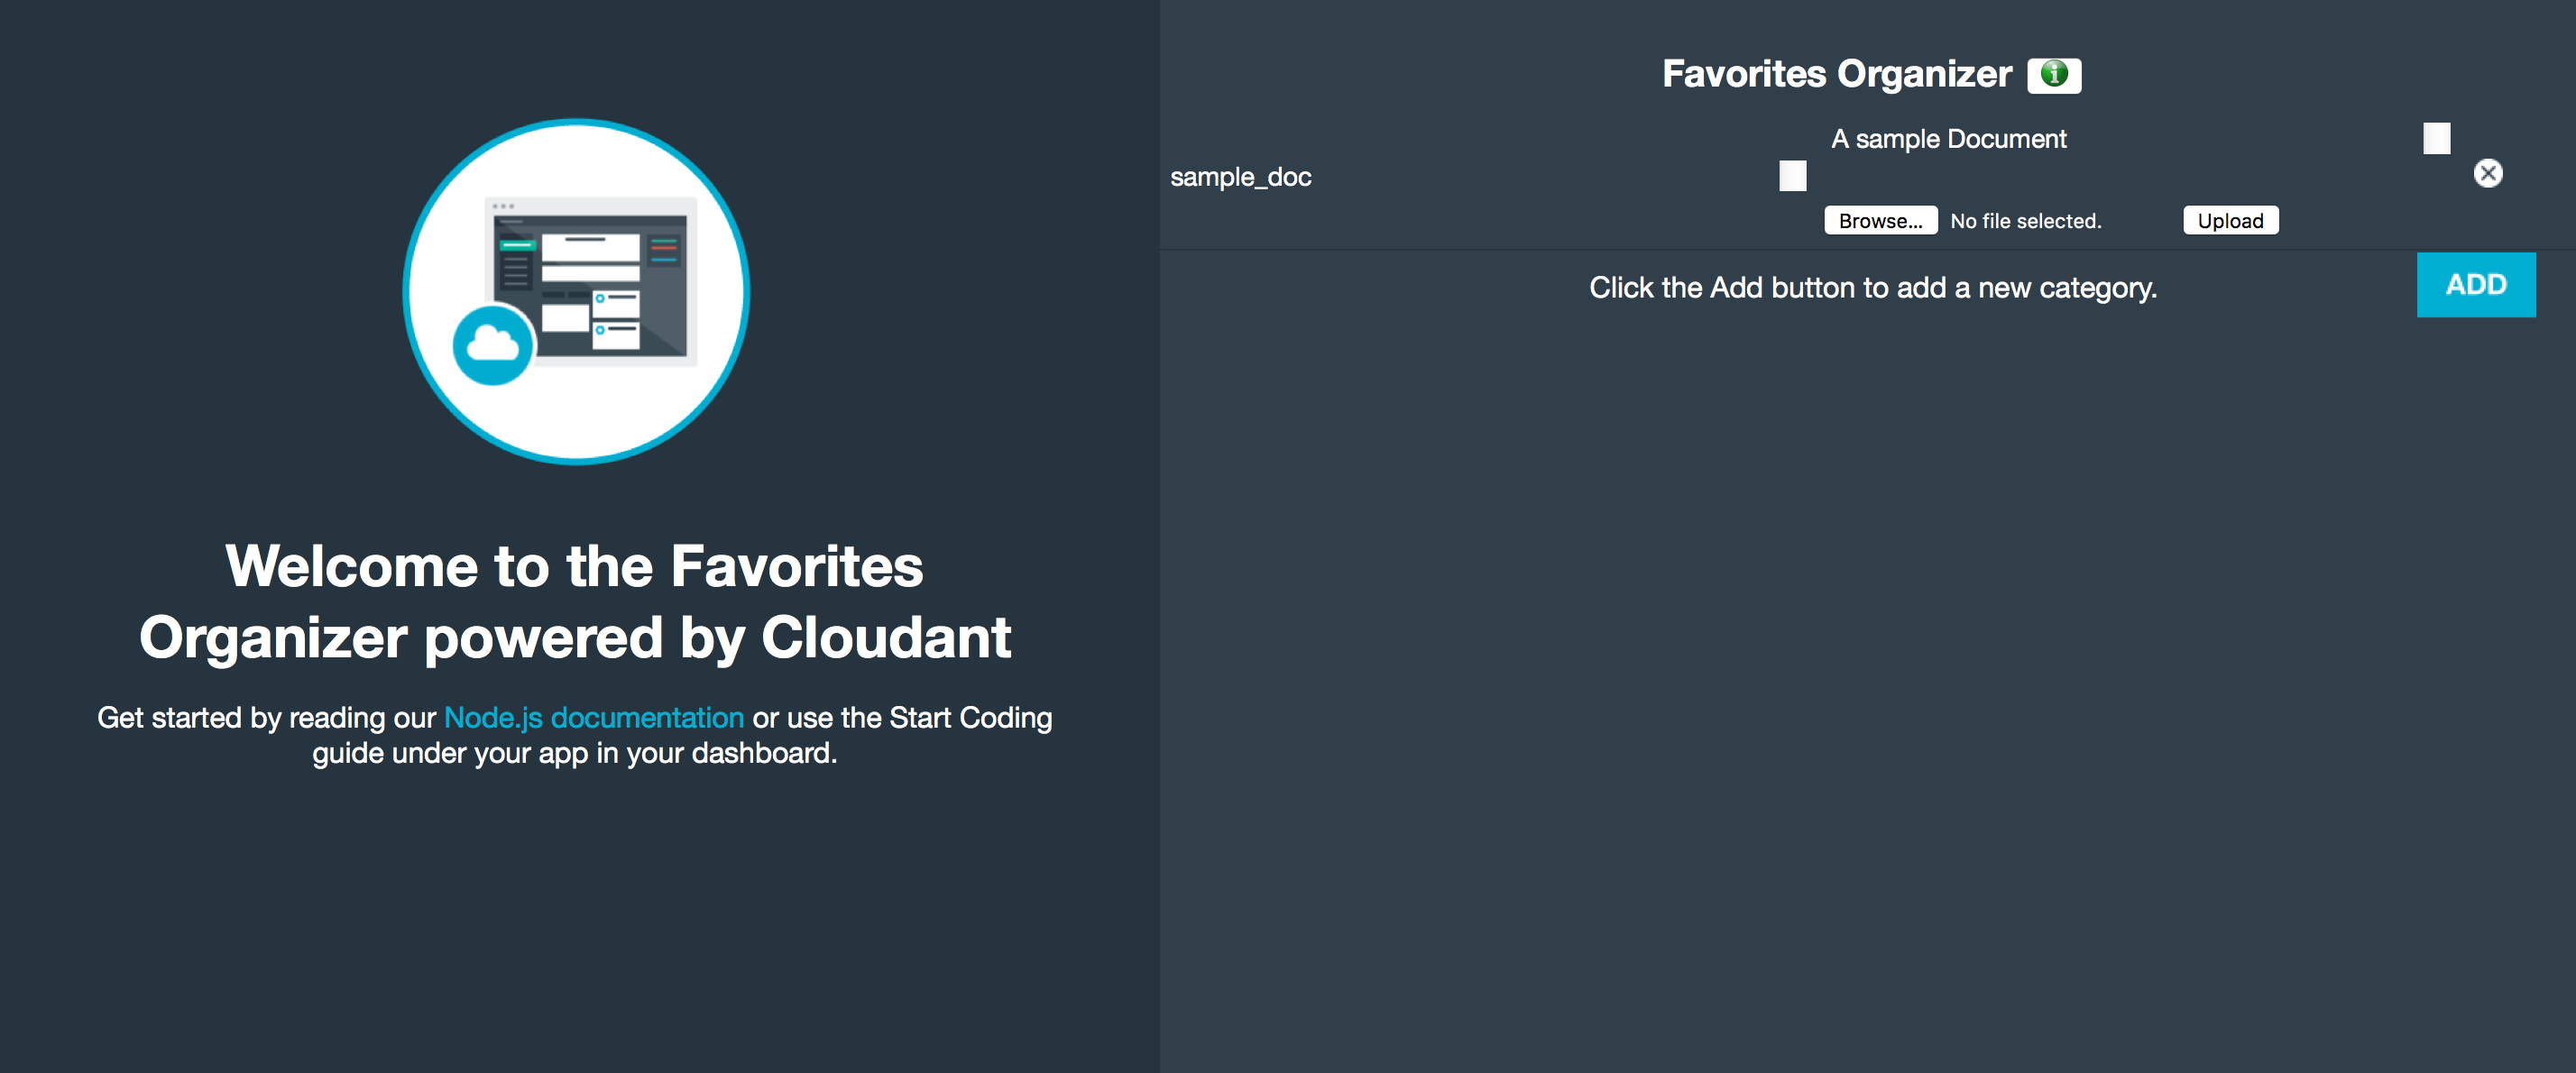 Welcome to the Favorites
Organizer powered by Cloudant
Get started by reading our Node.js documentation or use the Start Coding
guide under your app in your dashboard.
Favorites Organizer
A sample Document
sample_doc
Browse... No file selected. Upload
Click the Add button to add a new category.
ADD